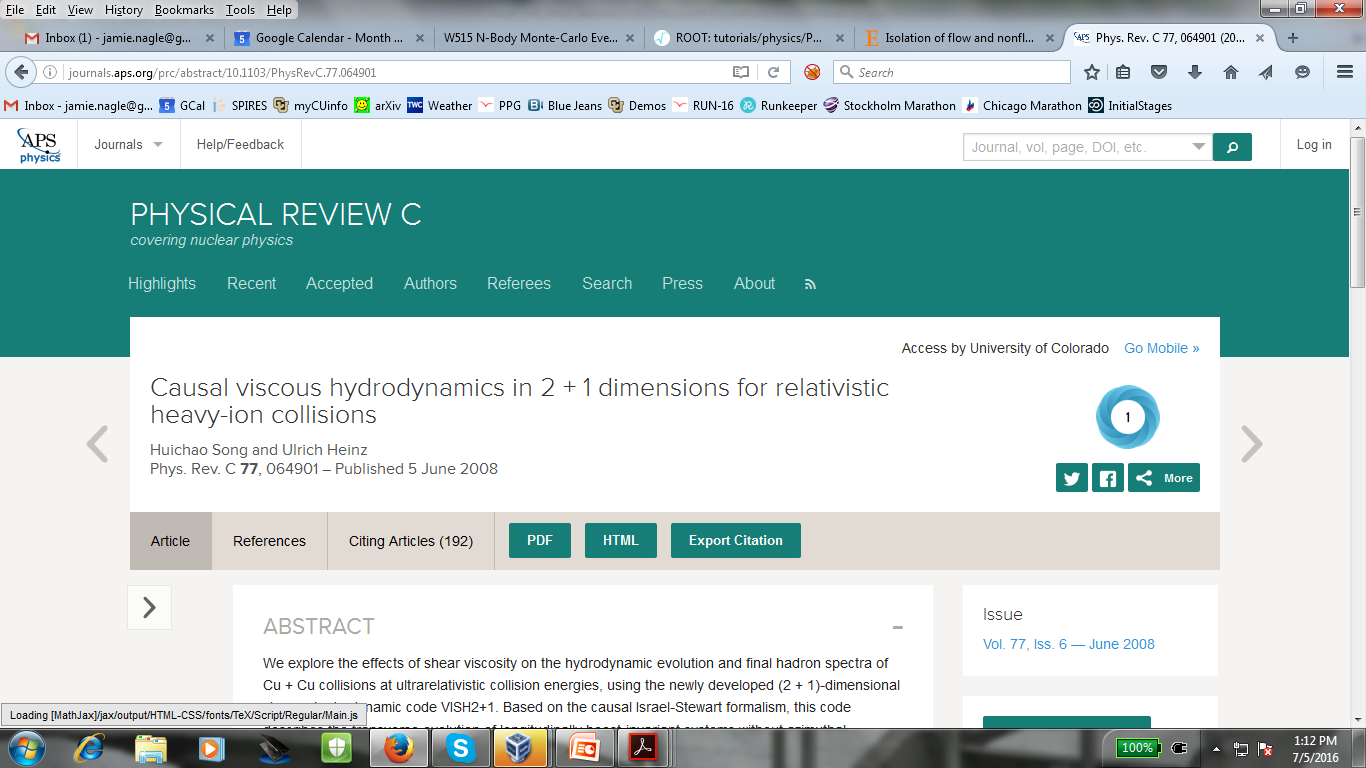 File Edit View History Bookmarks Tools Help
Inbox (1) - jamie.nagle@g...
Google Calendar - Month ...
W515 N-Body Monte-Carlo Eve...
ROOT: tutorials/physics/P...
Isolation of flow and nonfl...
Phys. Rev. C 77, 064901 (20...
journals.aps.org/prc/abstract/10.1103/PhysRevC.77.064901
Search
Inbox - jamie.nagle@g... GCal SPIRES myCUinfo arXiv Weather PPG Blue Jeans Demos RUN-16 Runkeeper Stockholm Marathon Chicago Marathon InitialStages
APS
physics
Journals
Help/Feedback
Journal, vol, page, DOI, etc.
Log in
PHYSICAL REVIEW C
covering nuclear physics
Highlights Recent Accepted Authors Referees Search Press About
Access by University of Colorado Go Mobile »
Causal viscous hydrodynamics in 2 + 1 dimensions for relativistic
heavy-ion collisions
1
Huichao Song and Ulrich Heinz
Phys. Rev. C 77, 064901 – Published 5 June 2008
More
Article References Citing Articles (192) PDF HTML Export Citation
ABSTRACT
We explore the effects of shear viscosity on the hydrodynamic evolution and final hadron spectra of
Cu + Cu collisions at ultrarelativistic collision energies, using the newly developed (2 + 1)-dimensional
code VISH2+1. Based on the causal Israel-Stewart formalism, this code
Issue
Vol. 77, Iss. 6 — June 2008
Loading [MathJax]/jax/output/HTML-CSS/fonts/TeX/Script/Regular/Main.js
100%
1:12 PM
7/5/2016